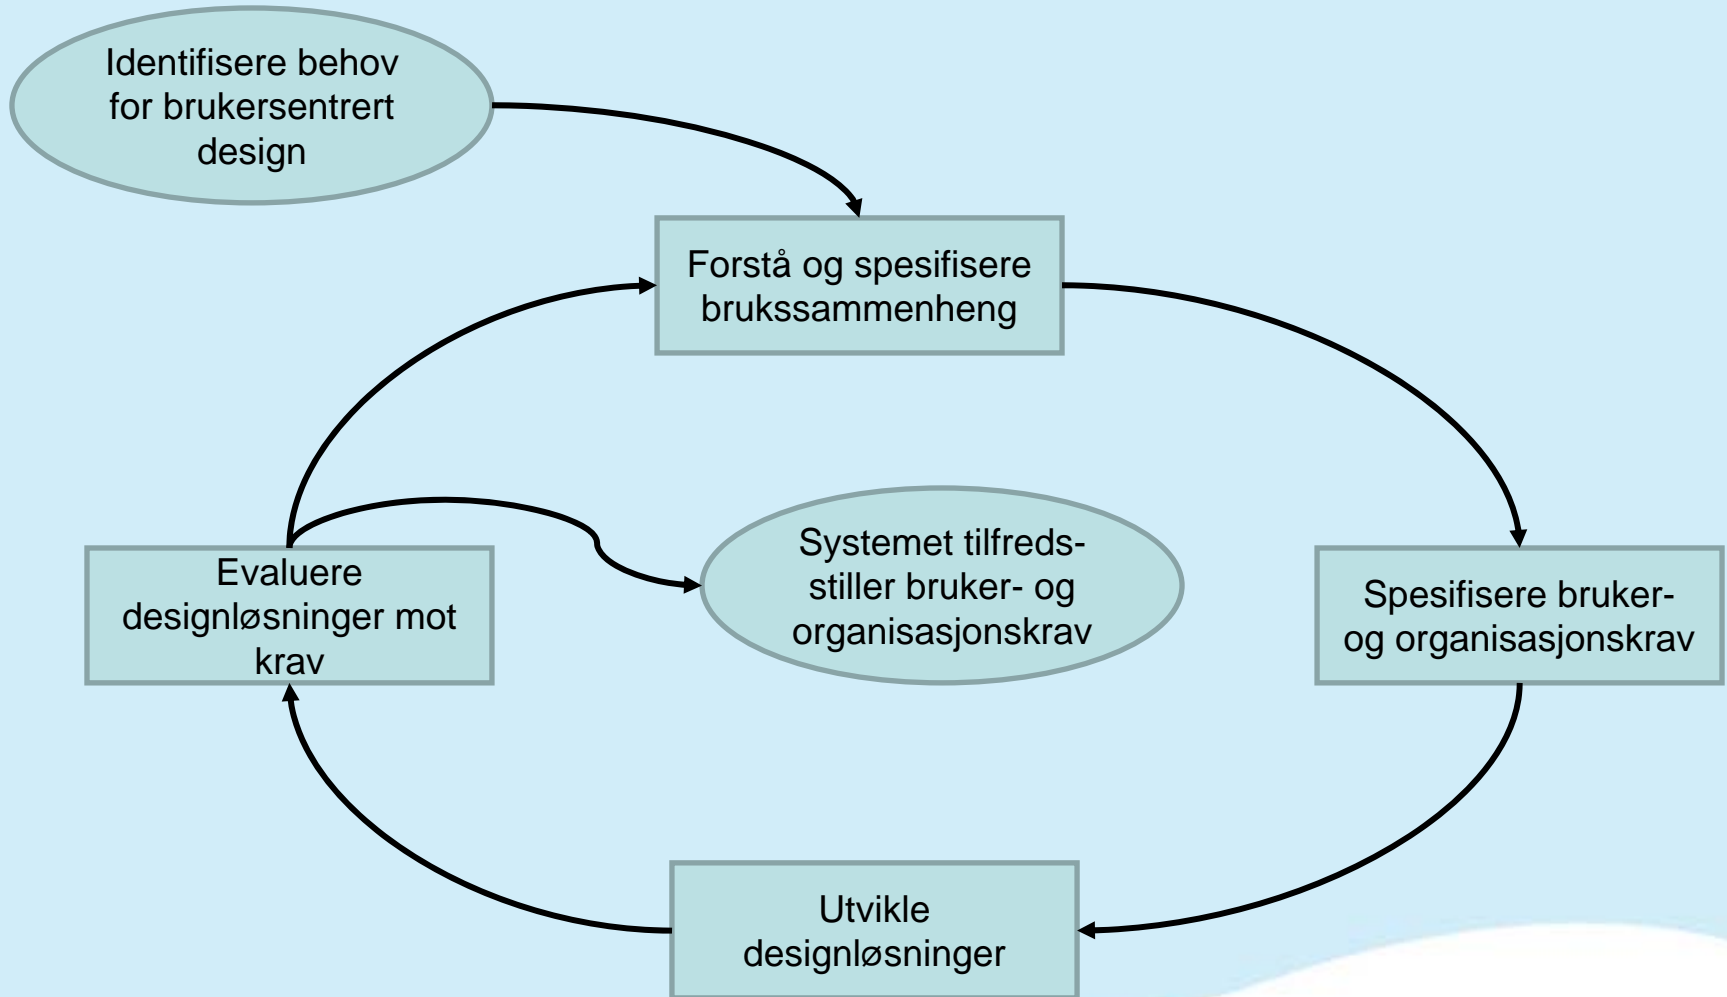 Identifisere behov
for brukersentrert
design
Forstå og spesifisere
brukssammenheng
Systemet tilfreds-
stiller bruker- og
organisasjonskrav
Evaluere
designløsninger mot
krav
Spesifisere bruker-
og organisasjonskrav
Utvikle
designløsninger